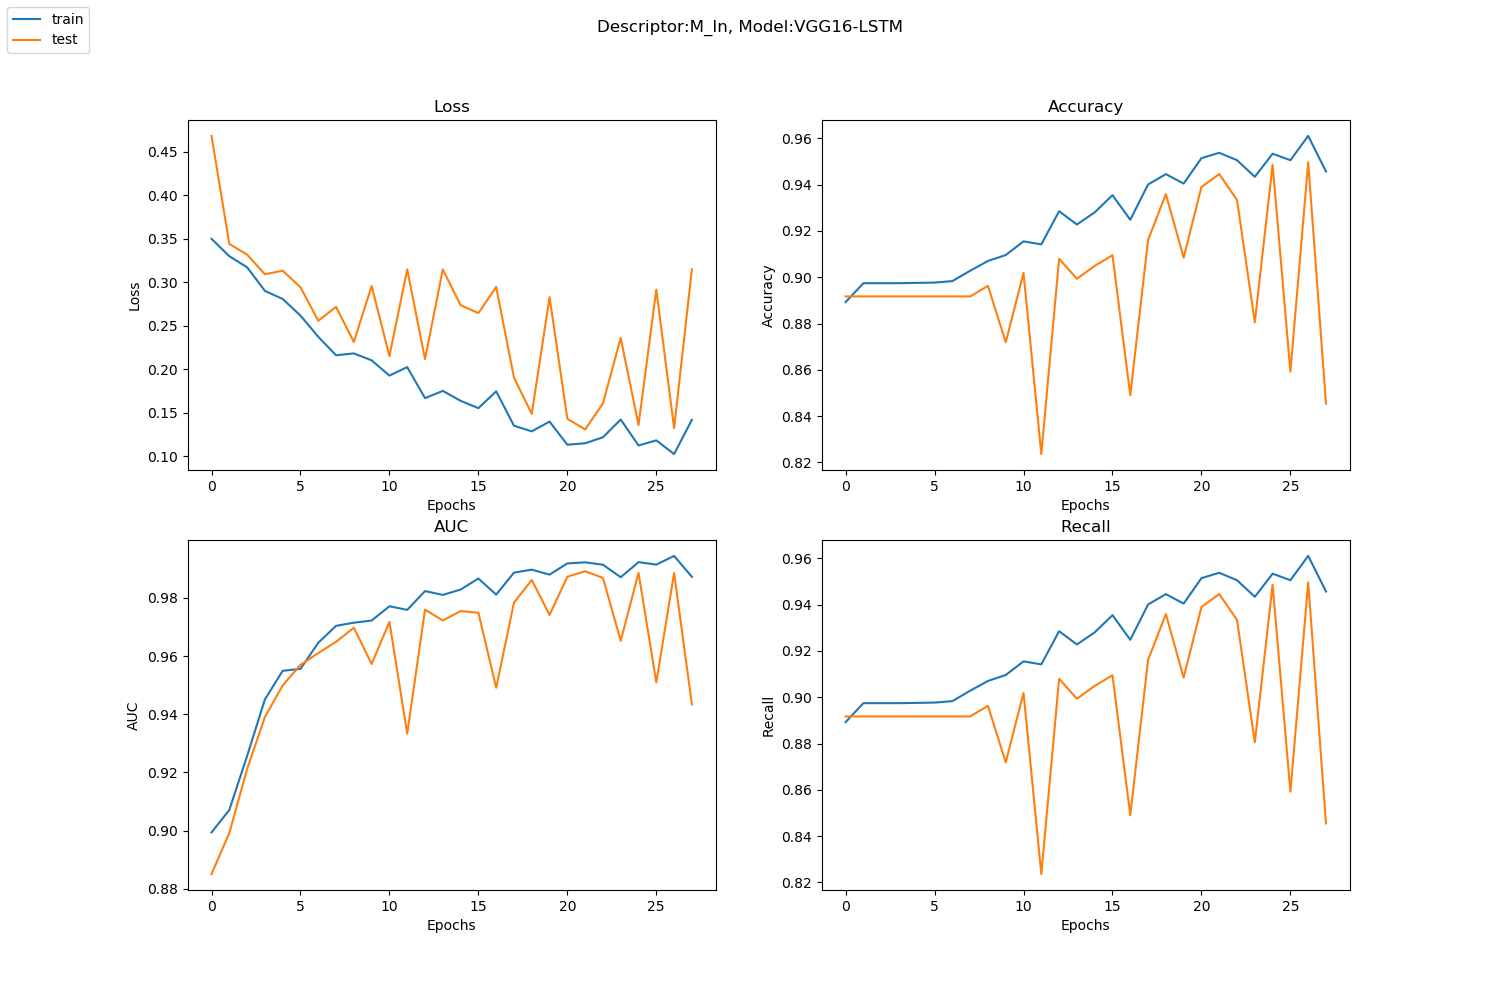 train
test
Descriptor:M_In, Model:VGG16-LSTM
Loss
Loss
0.45
0.40
0.35
0.30
0.25
0.20
0.15
0.10
0 5 10 15 20 25
Epochs
Accuracy
Accuracy
0.96
0.94
0.92
0.90
0.88
0.86
0.84
0.82
0 5 10 15 20 25
Epochs
AUC
AUC
0.98
0.96
0.94
0.92
0.90
0.88
0 5 10 15 20 25
Epochs
Recall
Recall
0.96
0.94
0.92
0.90
0.88
0.86
0.84
0.82
0 5 10 15 20 25
Epochs